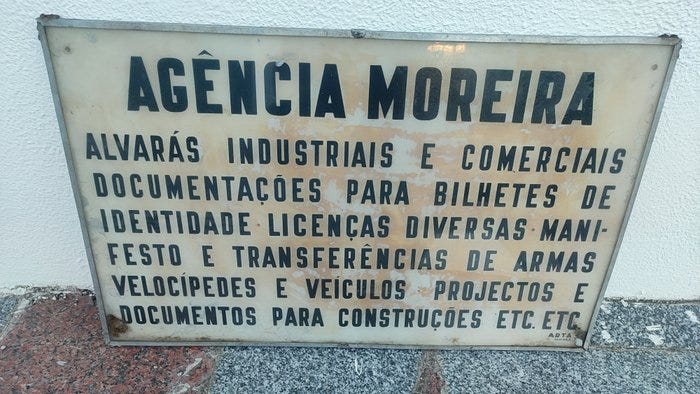 AGÊNCIA MOREIRA
ALVARÁS INDUSTRIAIS E COMERCIAIS
DOCUMENTAÇÕES PARA BILHETES DE
IDENTIDADE LICENÇAS DIVERSAS MANI-
FESTO E TRANSFERÊNCIAS DE ARMAS
VELOCÍPEDES E VEÍCULOS PROJECTOS E
DOCUMENTOS PARA CONSTRUÇÕES ETC. ETC.
ARTA